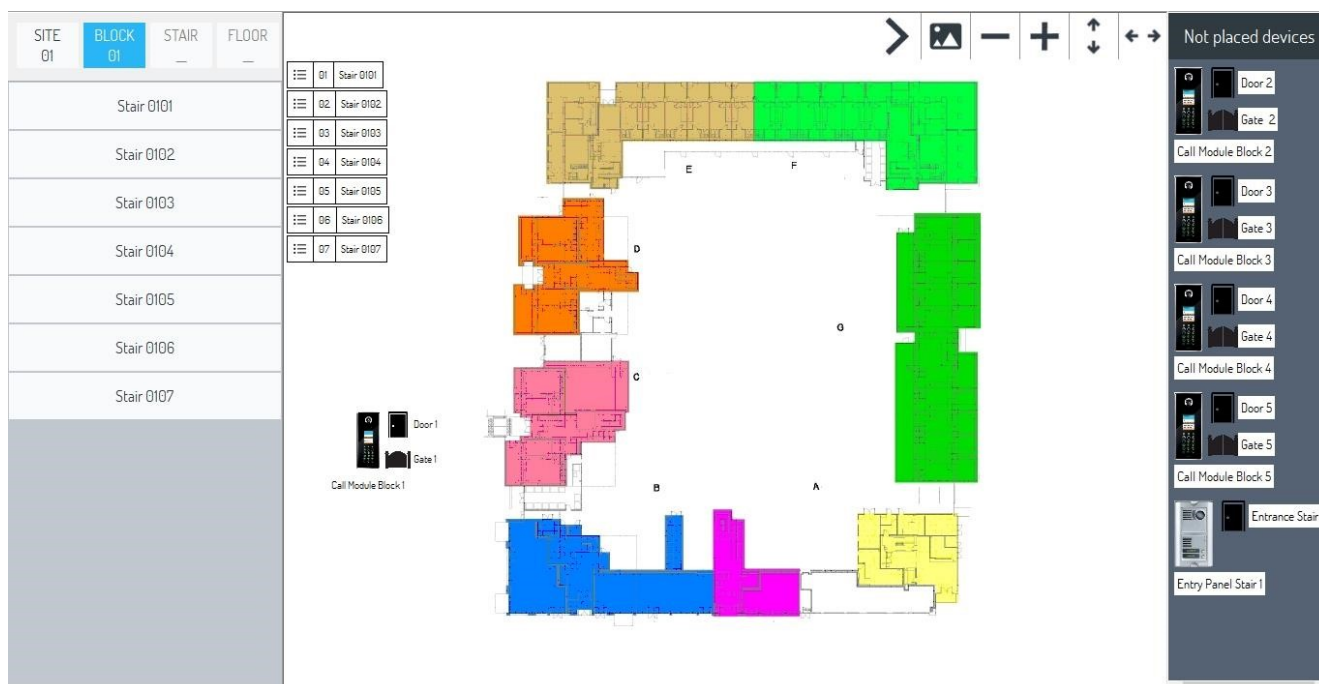 SITE
01
BLOCK
01
STAIR
_
FLOOR
_
Stair 0101
Stair 0102
Stair 0103
Stair 0104
Stair 0105
Stair 0106
Stair 0107
01 Stair 0101
02 Stair 0102
03 Stair 0103
04 Stair 0104
05 Stair 0105
06 Stair 0106
07 Stair 0107
E
F
D
G
C
B
A
Door 1
Gate 1
Call Module Block 1
Not placed devices
Door 2
Gate 2
Call Module Block 2
Door 3
Gate 3
Call Module Block 3
Door 4
Gate 4
Call Module Block 4
Door 5
Gate 5
Call Module Block 5
Entrance Stair
Entry Panel Stair 1